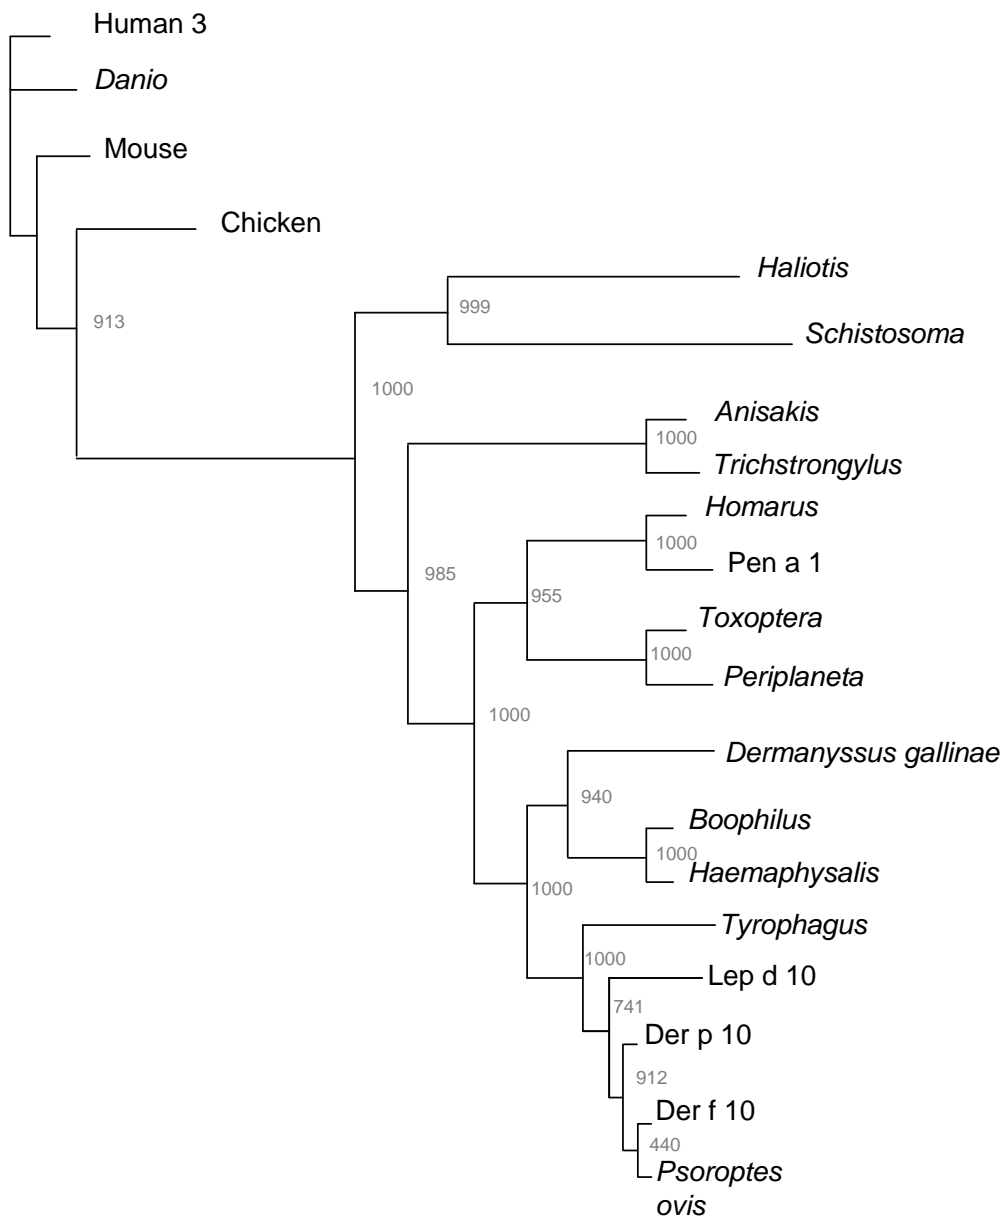 Human 3
Danio
Mouse
Chicken
Haliotis
999
913
Schistosoma
1000
Anisakis
1000
Trichstrongylus
Homarus
1000
Pen a 1
985
955
Toxoptera
1000
Periplaneta
1000
Dermanyssus gallinae
940
Boophilus
1000
Haemaphysalis
1000
Tyrophagus
1000
Lep d 10
741
Der p 10
912
Der f 10
440
Psoroptes
ovis